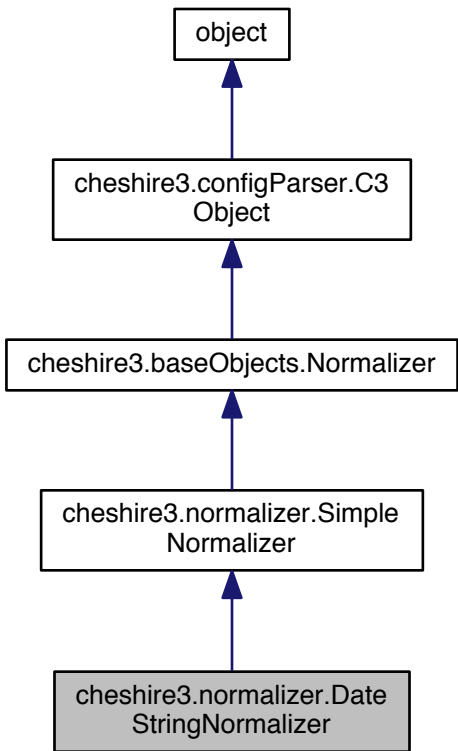 object
cheshire3.configParser.C3
Object
cheshire3.baseObjects.Normalizer
cheshire3.normalizer.Simple
Normalizer
cheshire3.normalizer.Date
StringNormalizer